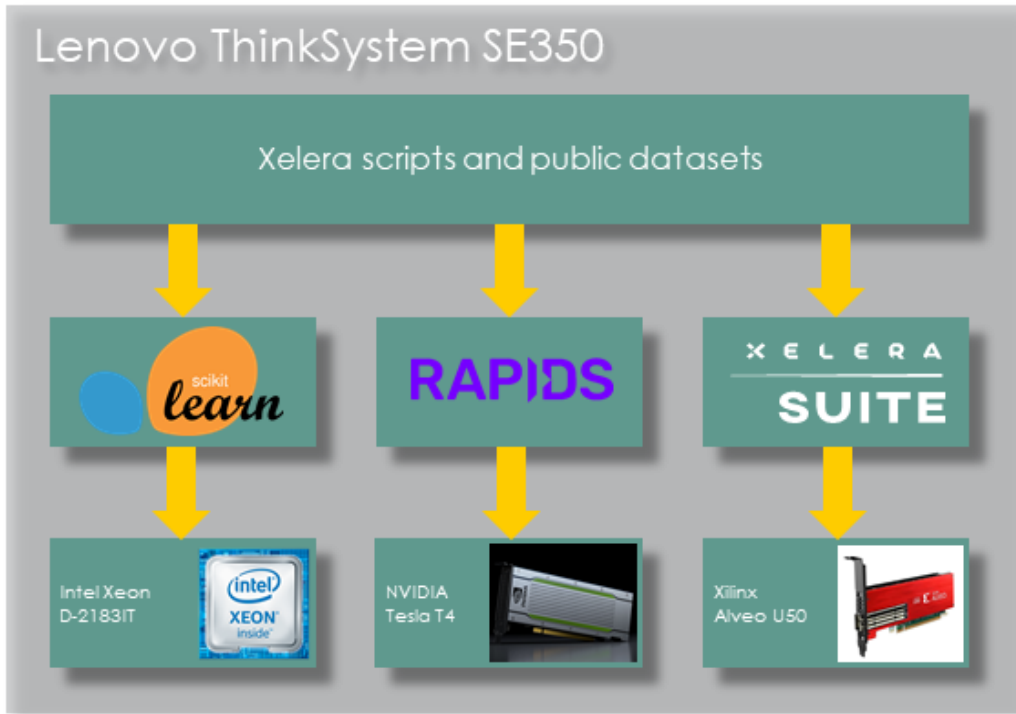 Lenovo ThinkSystem SE350
Xelera scripts and public datasets
scikit
learn
RAPIDS
XELERA
SUITE
Intel Xeon
D-2183IT
intel
XEON
inside
NVIDIA
Tesla T4
Xilinx
Alveo U50